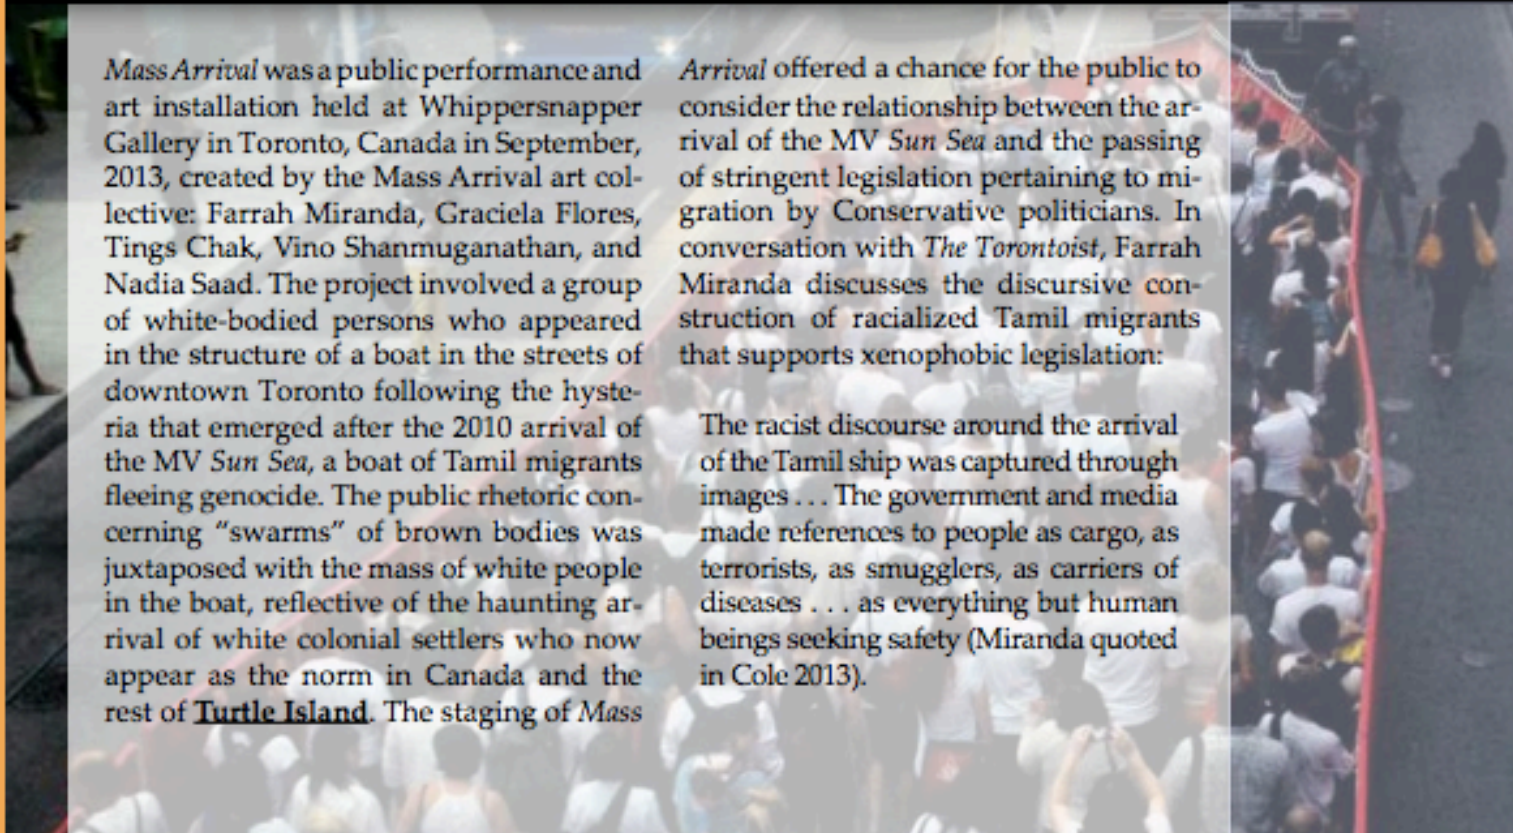 Mass Arrival was a public performance and
art installation held at Whippersnapper
Gallery in Toronto, Canada in September,
2013, created by the Mass Arrival art col-
lective: Farrah Miranda, Graciela Flores,
Tings Chak, Vino Shanmuganathan, and
Nadia Saad. The project involved a group
of white-bodied persons who appeared
in the structure of a boat in the streets of
downtown Toronto following the hyste-
ria that emerged after the 2010 arrival of
the MV Sun Sea, a boat of Tamil migrants
fleeing genocide. The public rhetoric con-
cerning "swarms" of brown bodies was
juxtaposed with the mass of white people
in the boat, reflective of the haunting ar-
rival of white colonial settlers who now
appear as the norm in Canada and the
rest of Turtle Island. The staging of Mass
Arrival offered a chance for the public to
consider the relationship between the ar-
rival of the MV Sun Sea and the passing
of stringent legislation pertaining to mi-
gration by Conservative politicians. In
conversation with The Torontoist, Farrah
Miranda discusses the discursive con-
struction of racialized Tamil migrants
that supports xenophobic legislation:
The racist discourse around the arrival
of the Tamil ship was captured through
images . . . The government and media
made references to people as cargo, as
terrorists, as smugglers, as carriers of
diseases . . . as everything but human
beings seeking safety (Miranda quoted
in Cole 2013).